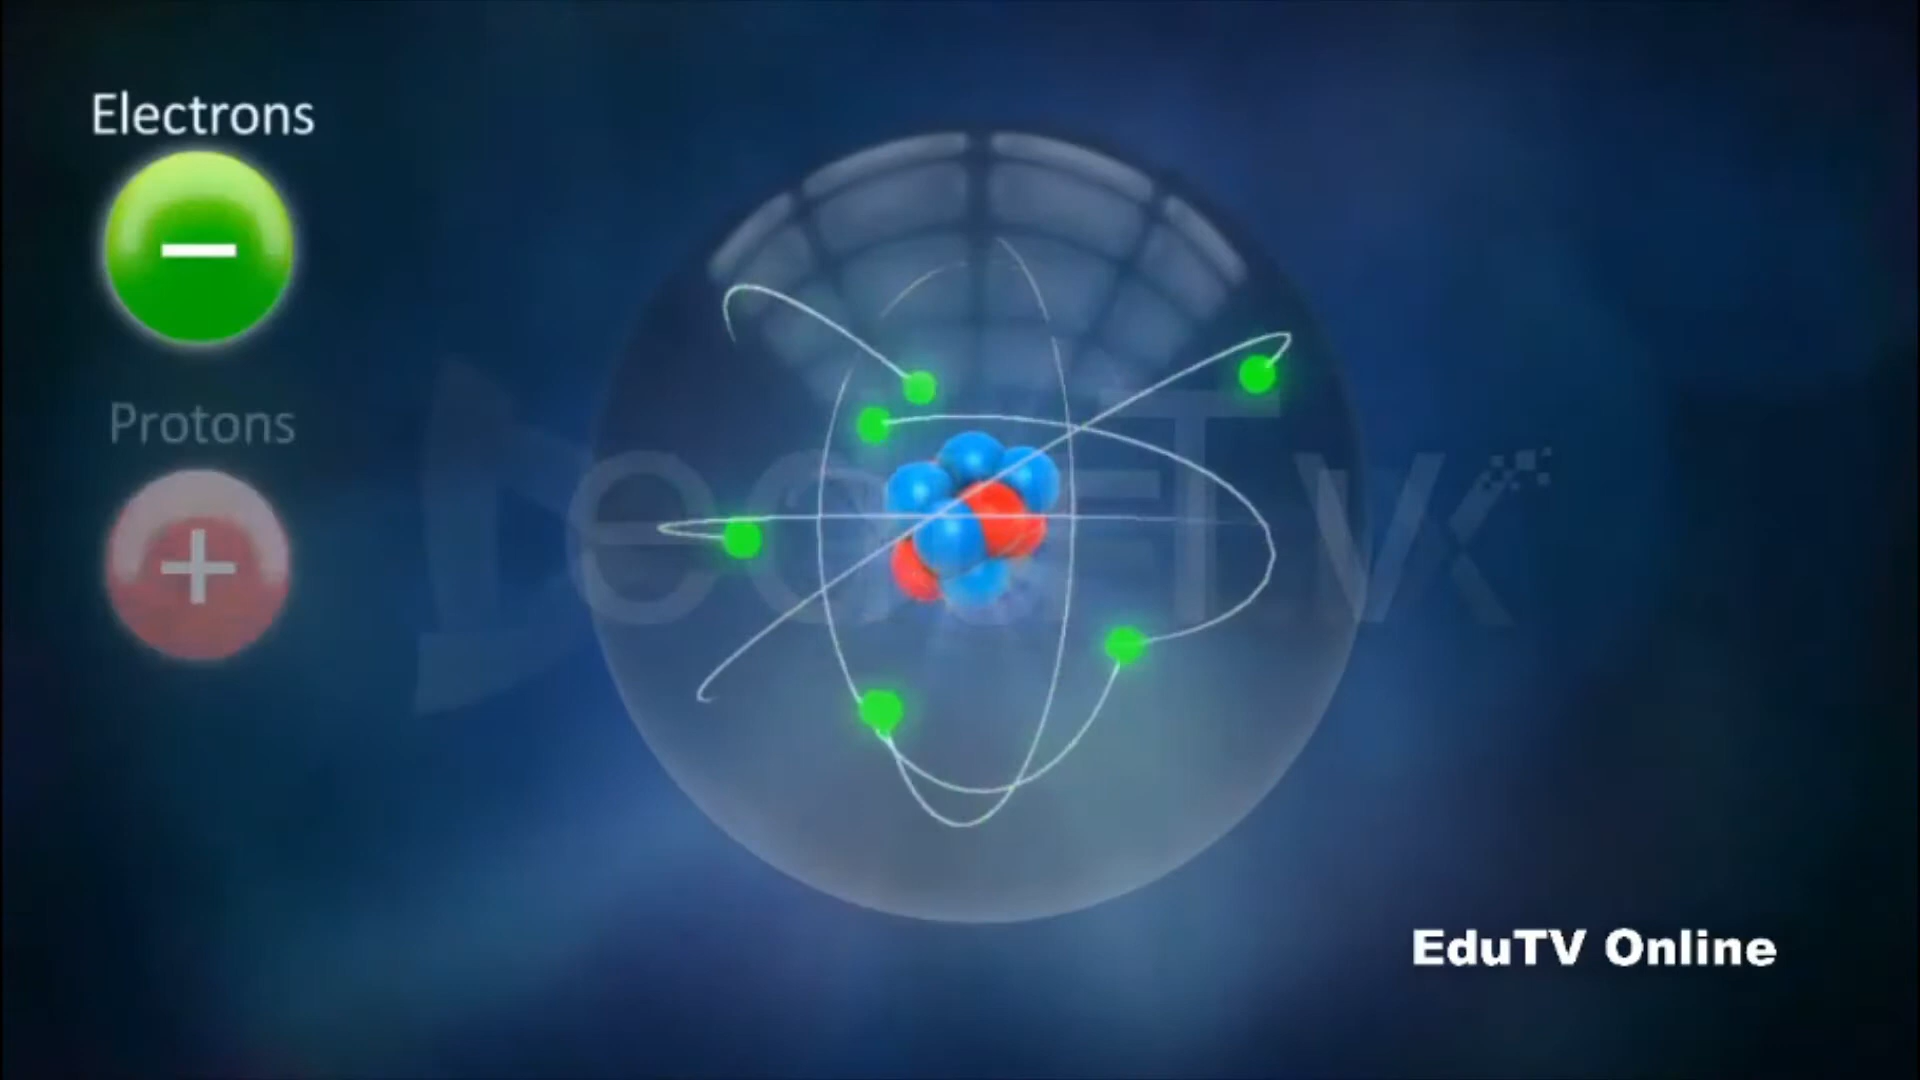 Electrons
−
Protons
+
EduTV Online